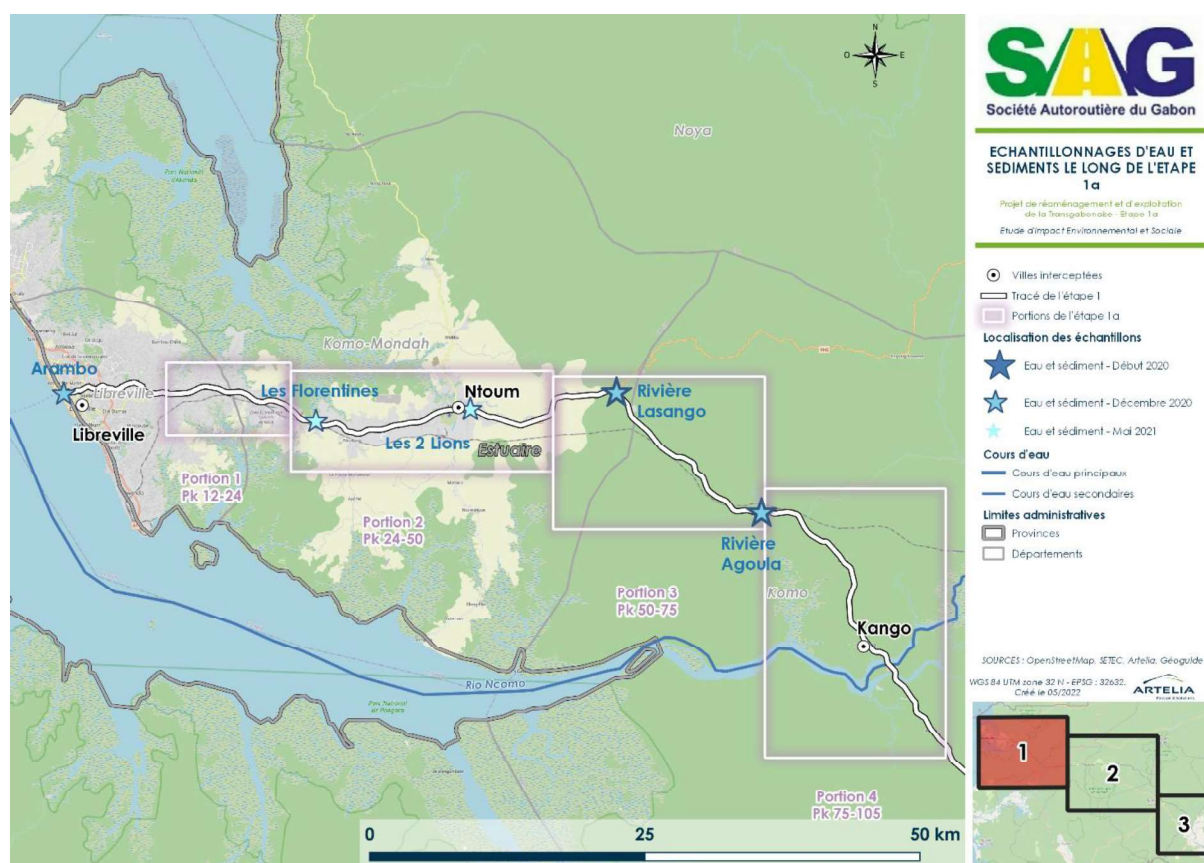 N
O
E
S
Noya
Parc National
d'Akanda
Komo-Mondah
Arambo
Libreville
Libreville
Les Florentines
Ntoum
Les 2 Lions
Estuaire
Rivière
Lasango
Portion 1
Pk 12-24
Portion 2
Pk 24-50
Rivière
Agoula
Portion 3
Pk 50-75
Komo
Kango
Rio Ncomo
Parc National
de Pongara
Portion 4
Pk 75-105
0
25
50 km
SAG
Société Autoroutière du Gabon
ECHANTILLONNAGES D'EAU ET
SEDIMENTS LE LONG DE L'ETAPE
1a
Projet de réaménagement et d'exploitation
de la Transgabonaise - Etape 1a
Etude d'Impact Environnemental et Sociale
Villes interceptées
Tracé de l'étape 1
Portions de l'étape 1a
Localisation des échantillons
Eau et sédiment - Début 2020
Eau et sédiment - Décembre 2020
Eau et sédiment - Mai 2021
Cours d'eau
Cours d'eau principaux
Cours d'eau secondaires
Limites administratives
Provinces
Départements
SOURCES : OpenStreetMap, SETEC, Artelia, Géoguide
WGS 84 UTM zone 32 N - EPSG : 32632,
Créé le 05/2022
ARTELIA
1
2
3